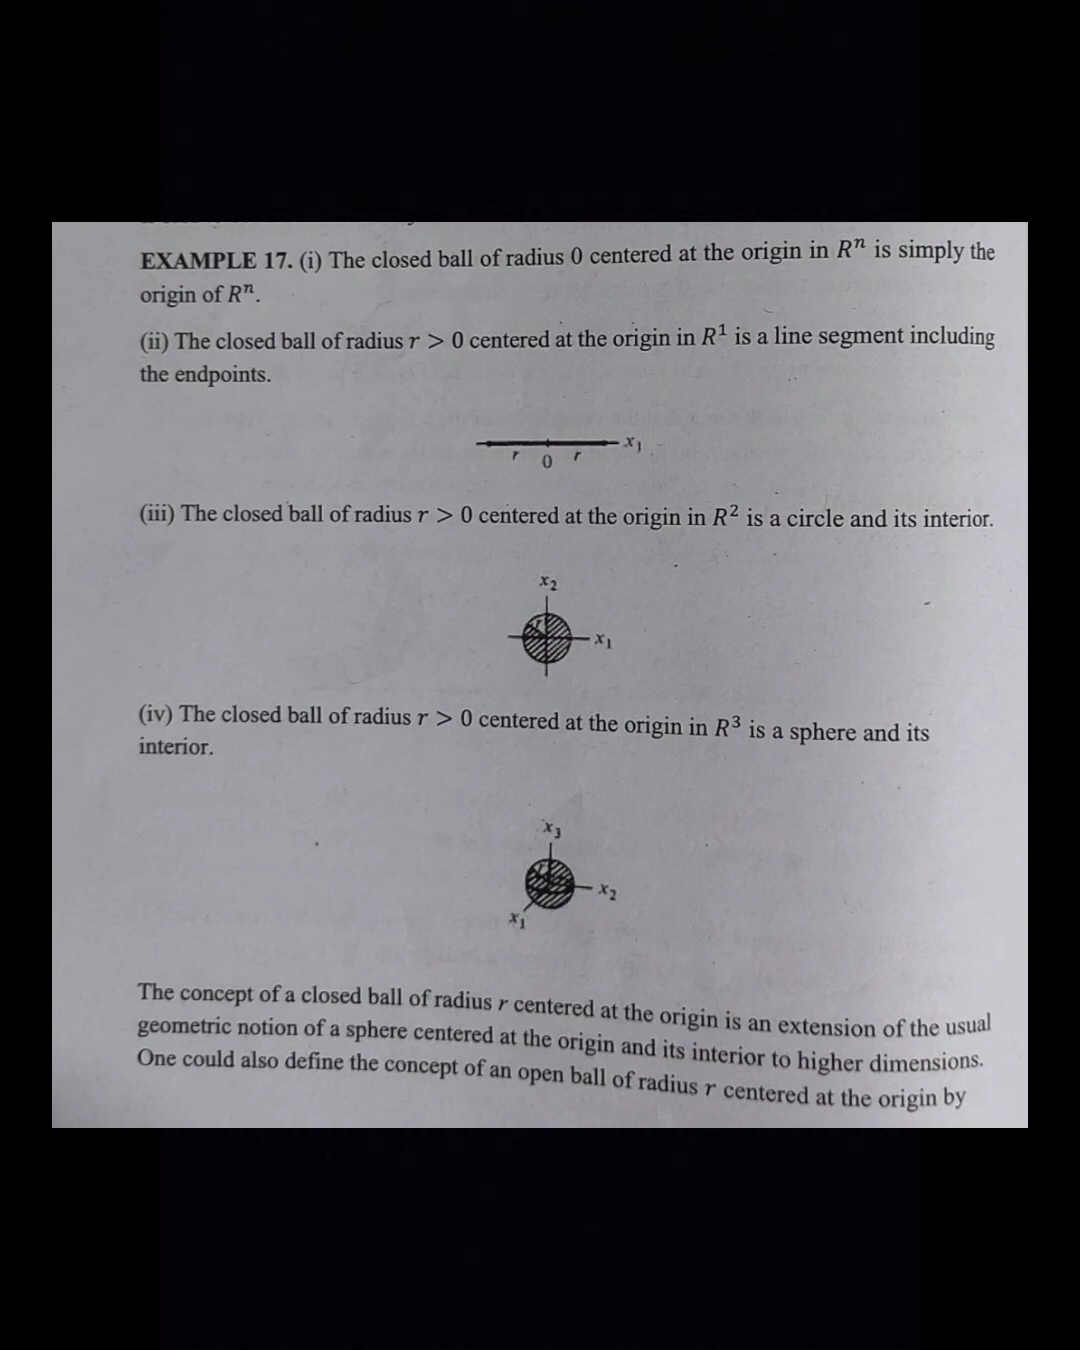 EXAMPLE 17. (i) The closed ball of radius 0 centered at the origin in Rⁿ is simply the
origin of Rⁿ.
(ii) The closed ball of radius r > 0 centered at the origin in R¹ is a line segment including
the endpoints.
x₁
r 0 r
(iii) The closed ball of radius r > 0 centered at the origin in R² is a circle and its interior.
x₂
r
x₁
(iv) The closed ball of radius r > 0 centered at the origin in R³ is a sphere and its
interior.
x₃
r
x₂
x₁
The concept of a closed ball of radius r centered at the origin is an extension of the usual
geometric notion of a sphere centered at the origin and its interior to higher dimensions.
One could also define the concept of an open ball of radius r centered at the origin by